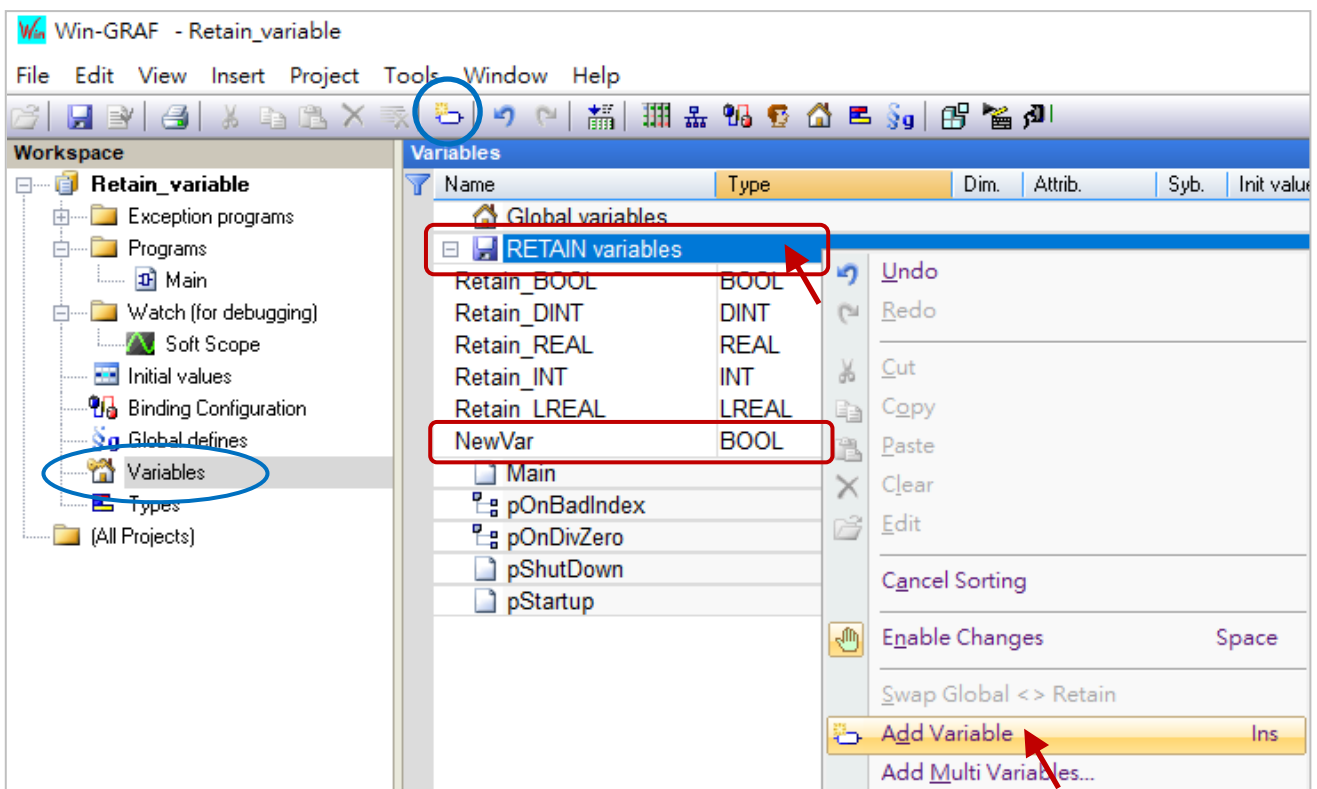 Win-GRAF - Retain_variable
File Edit View Insert Project Tools Window Help
Workspace
Variables
Retain_variable
Exception programs
Programs
Main
Watch (for debugging)
Soft Scope
Initial values
Binding Configuration
Global defines
Variables
Types
(All Projects)
Name Type Dim. Attrib. Syb. Init value
Global variables
RETAIN variables
Retain_BOOL BOOL
Retain_DINT DINT
Retain_REAL REAL
Retain_INT INT
Retain_LREAL LREAL
NewVar BOOL
Main
pOnBadIndex
pOnDivZero
pShutDown
pStartup
Undo
Redo
Cut
Copy
Paste
Clear
Edit
Cancel Sorting
Enable Changes Space
Swap Global <> Retain
Add Variable Ins
Add Multi Variables...